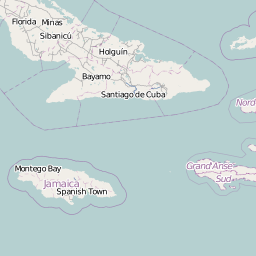 Florida
Minas
Sibanicú
Holguín
Bayamo
Santiago de Cuba
Nord
Montego Bay
Jamaica
Spanish Town
Grand'Anse
Sud